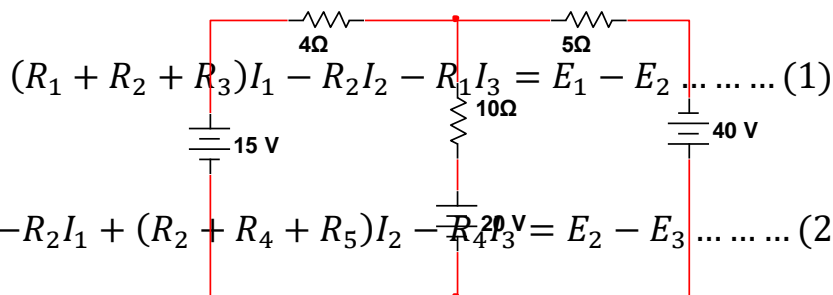 4Ω 5Ω
(R₁ + R₂ + R₃)I₁ − R₂I₂ − R₁I₃ = E₁ − E₂ ... ... ... (1)
10Ω
15 V 40 V
−R₂I₁ + (R₂ + R₄ + R₅)I₂ − R₄I₃ = E₂ − E₃ ... ... ... (2
20 V